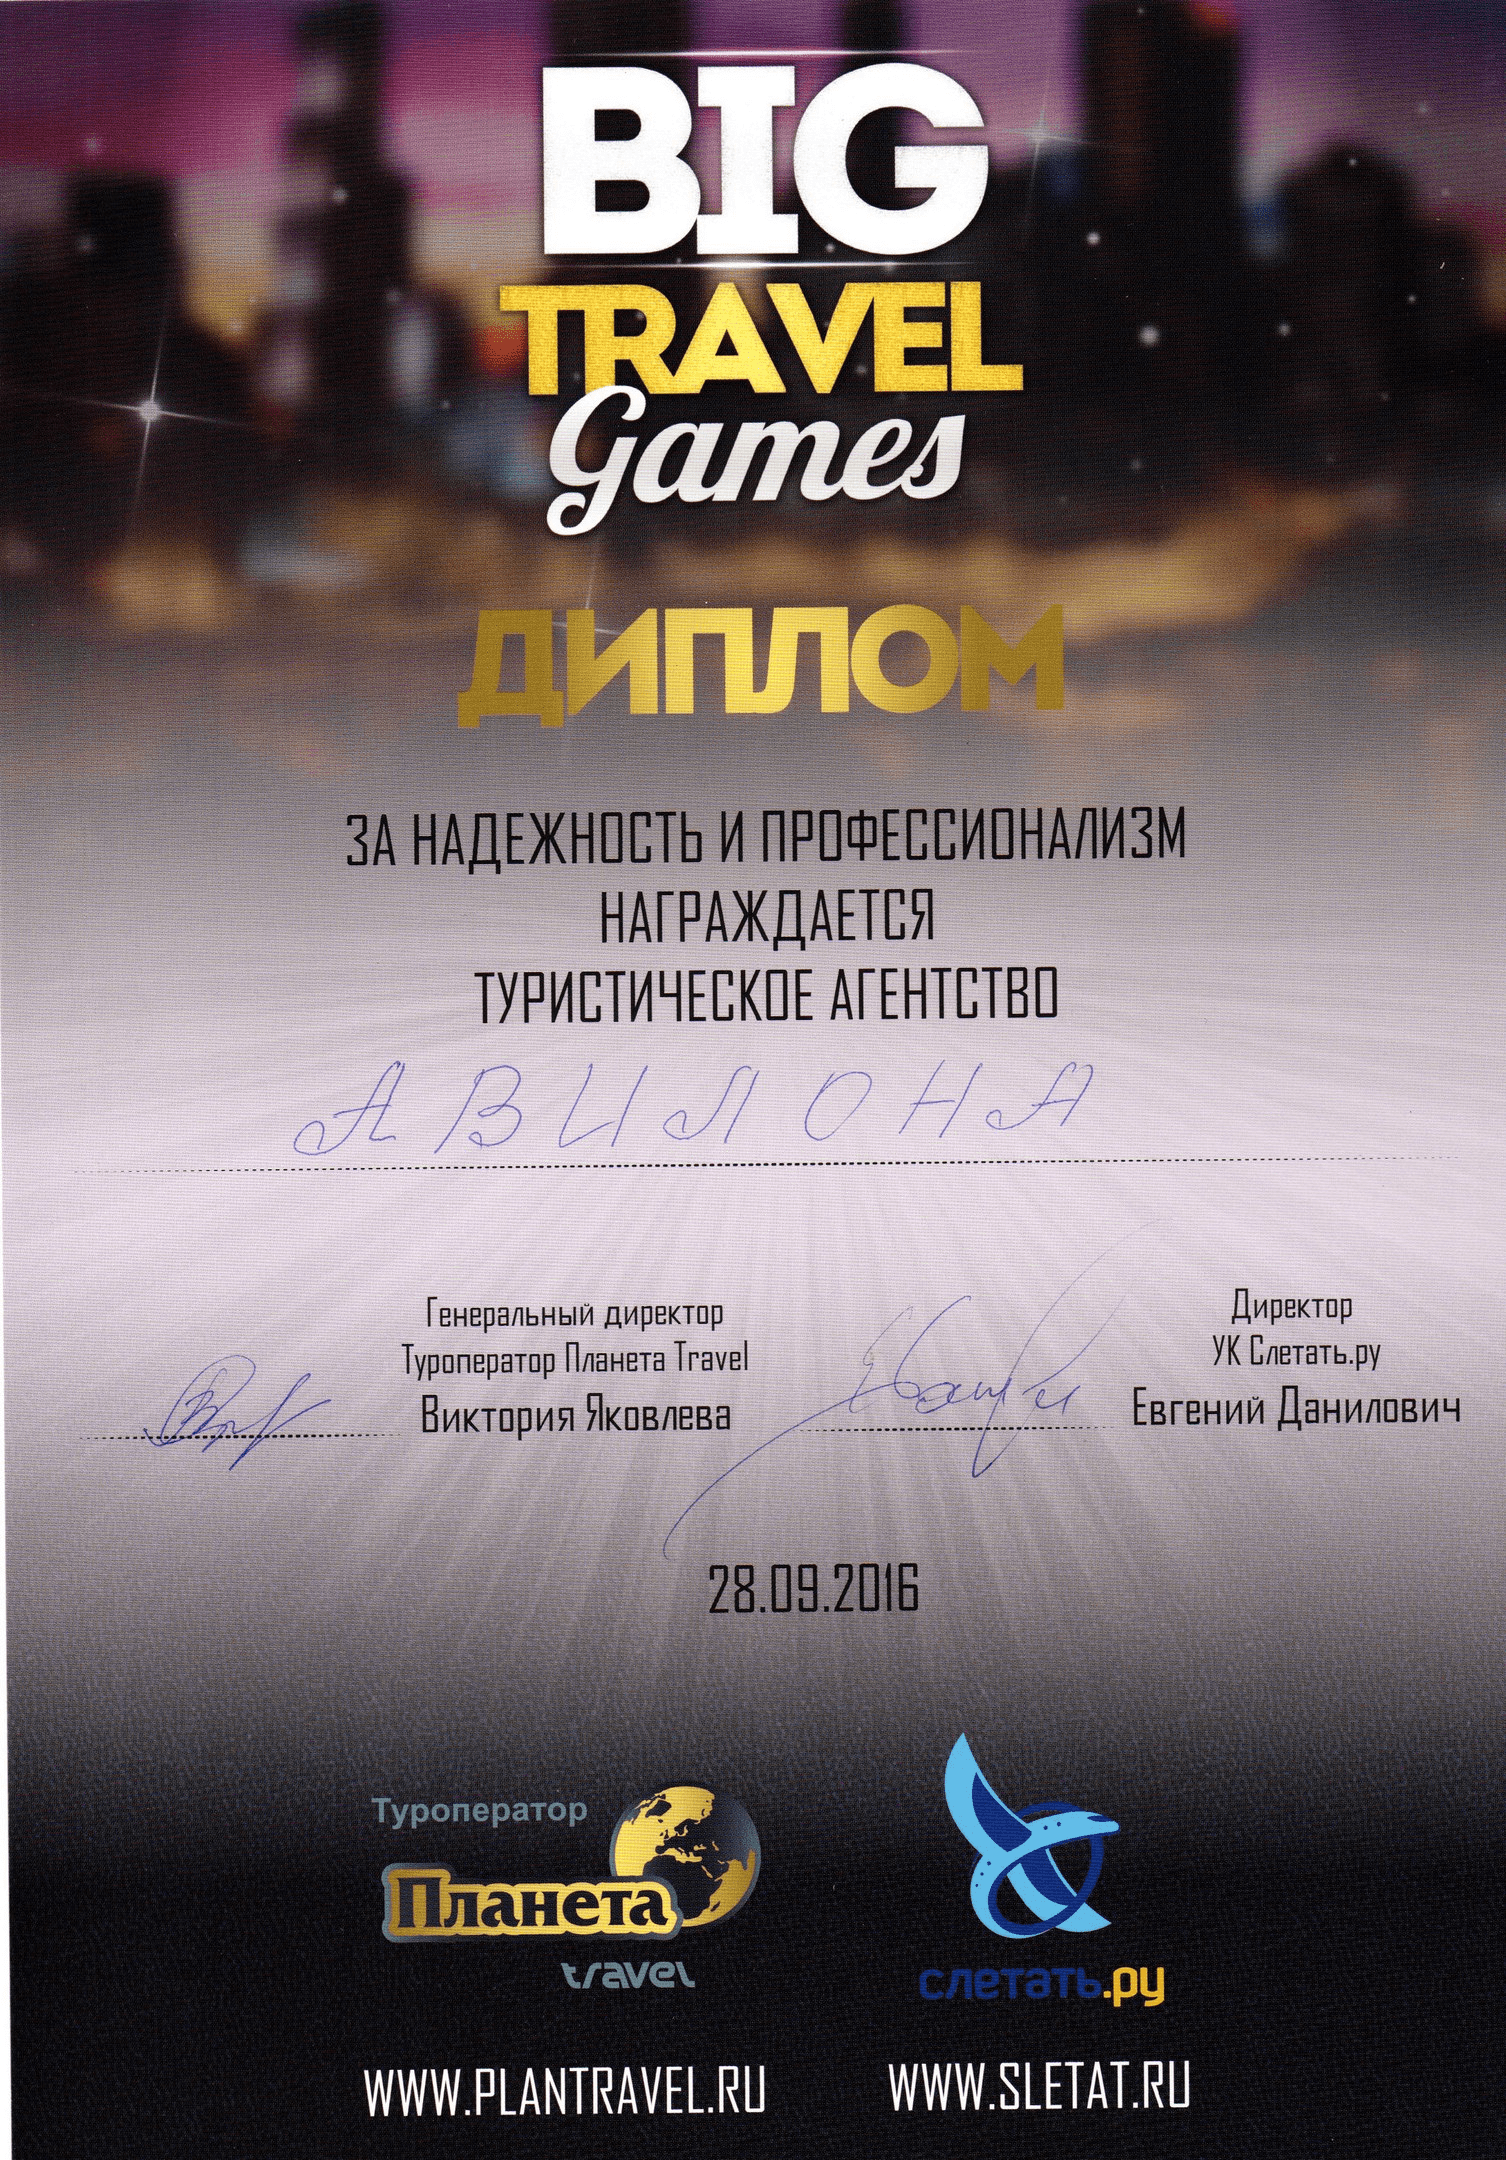 BIG
TRAVEL
Games
ДИПЛОМ
ЗА НАДЕЖНОСТЬ И ПРОФЕССИОНАЛИЗМ
НАГРАЖДАЕТСЯ
ТУРИСТИЧЕСКОЕ АГЕНТСТВО
АВИЛОНА
Генеральный директор
Туроператор Планета Travel
Виктория Яковлева
Директор
УК Слетать.ру
Евгений Данилович
28.09.2016
Туроператор
Планета
travel
слетать.ру
WWW.PLANTRAVEL.RU
WWW.SLETAT.RU